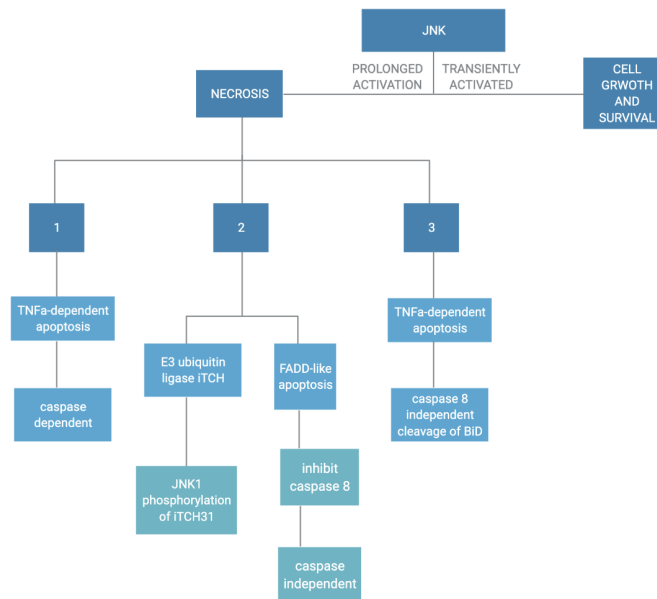 JNK
PROLONGED
ACTIVATION
TRANSIENTLY
ACTIVATED
NECROSIS
CELL
GRWOTH
AND
SURVIVAL
1
2
3
TNFa-dependent
apoptosis
caspase
dependent
E3 ubiquitin
ligase iTCH
JNK1
phosphorylation
of iTCH31
FADD-like
apoptosis
inhibit
caspase 8
caspase
independent
TNFa-dependent
apoptosis
caspase 8
independent
cleavage of BiD